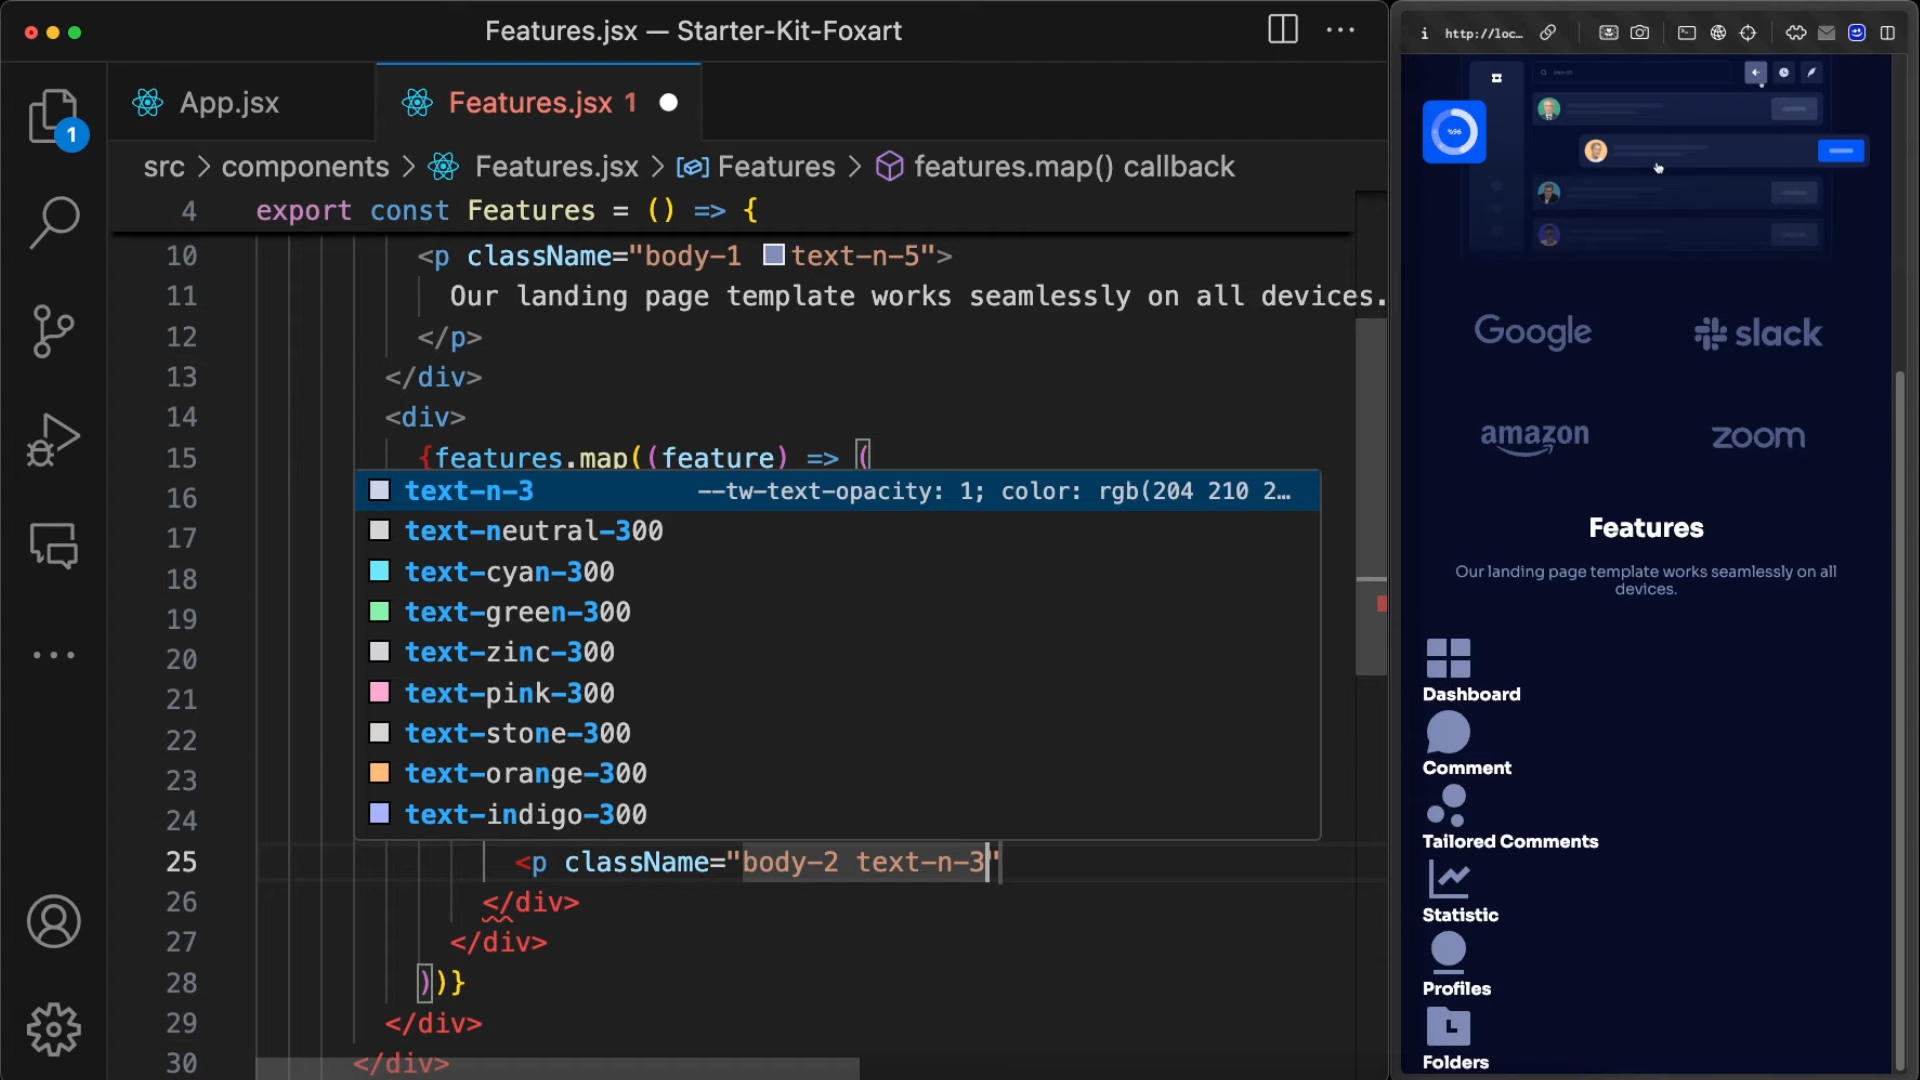 Features.jsx — Starter-Kit-Foxart
App.jsx
Features.jsx 1
1
src > components > Features.jsx > Features > features.map() callback
4 export const Features = () => {
10 <p className="body-1 text-n-5">
11 Our landing page template works seamlessly on all devices.
12 </p>
13 </div>
14 <div>
15 {features.map((feature) => (
16
17
18
19
20
21
22
23
24
text-n-3 --tw-text-opacity: 1; color: rgb(204 210 2…
text-neutral-300
text-cyan-300
text-green-300
text-zinc-300
text-pink-300
text-stone-300
text-orange-300
text-indigo-300
25 <p className="body-2 text-n-3"
26 </div>
27 </div>
28 ))}
29 </div>
30 </div>
http://loc…
Search
%96
Google
slack
amazon
zoom
Features
Our landing page template works seamlessly on all
devices.
Dashboard
Comment
Tailored Comments
Statistic
Profiles
Folders